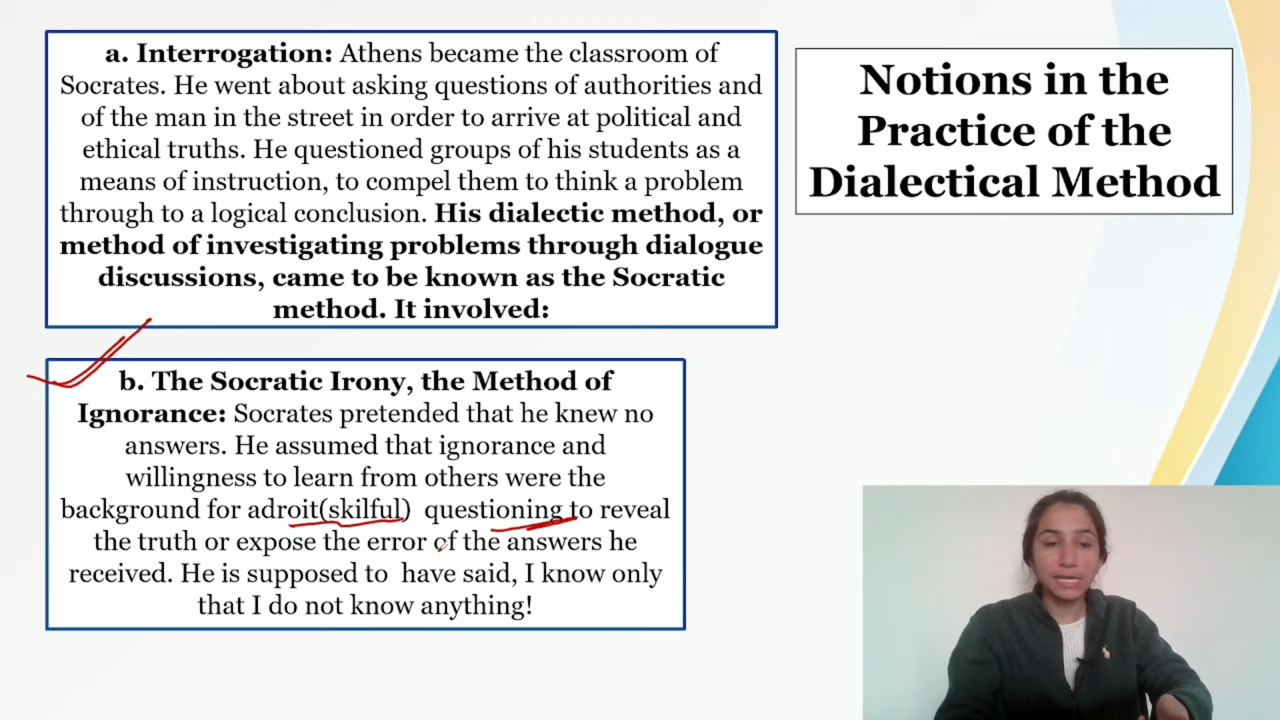 a. Interrogation: Athens became the classroom of
Socrates. He went about asking questions of authorities and
of the man in the street in order to arrive at political and
ethical truths. He questioned groups of his students as a
means of instruction, to compel them to think a problem
through to a logical conclusion. His dialectic method, or
method of investigating problems through dialogue
discussions, came to be known as the Socratic
method. It involved:
b. The Socratic Irony, the Method of
Ignorance: Socrates pretended that he knew no
answers. He assumed that ignorance and
willingness to learn from others were the
background for adroit(skilful) questioning to reveal
the truth or expose the error of the answers he
received. He is supposed to have said, I know only
that I do not know anything!
Notions in the
Practice of the
Dialectical Method